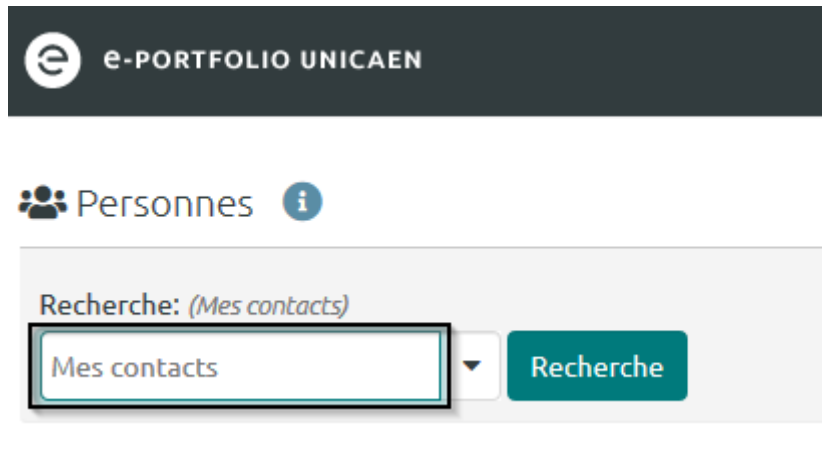 e-PORTFOLIO UNICAEN
Personnes
Recherche: (Mes contacts)
Mes contacts
Recherche